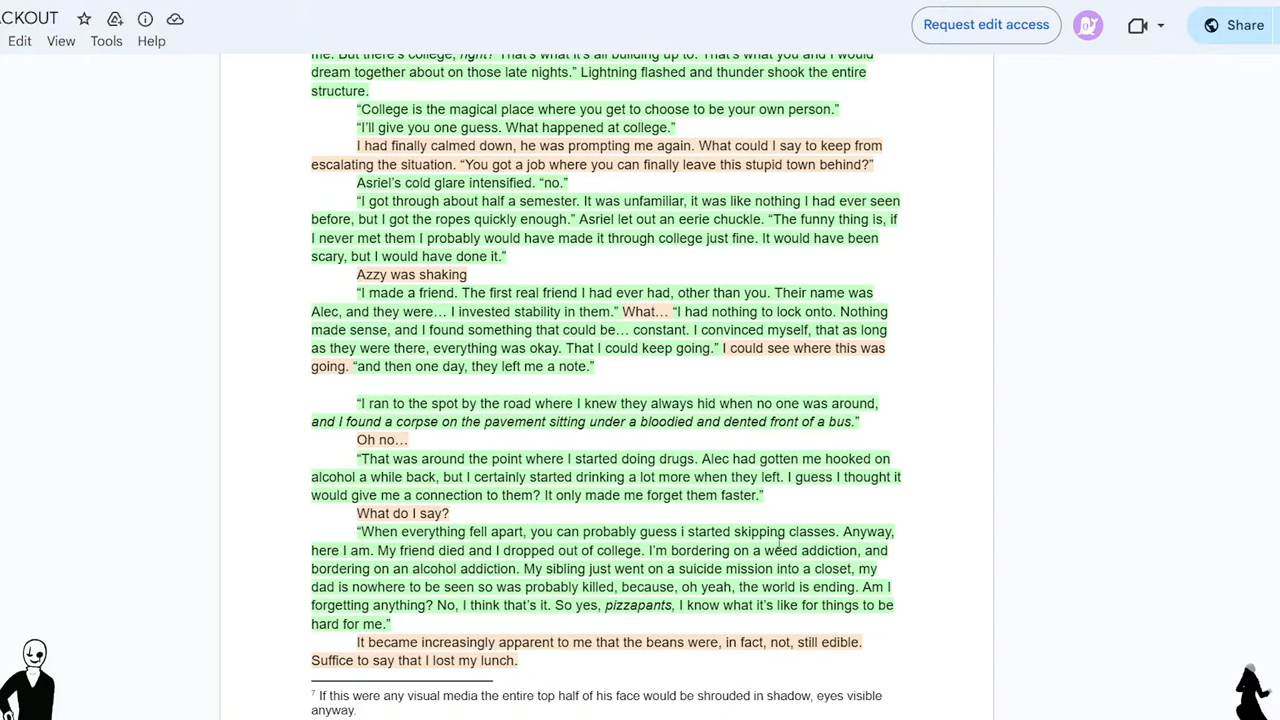 CKOUT
Request edit access
Share
Edit View Tools Help
me. But there's college, right? That's what it's all building up to. That's what you and I would
dream together about on those late nights.” Lightning flashed and thunder shook the entire
structure.
“College is the magical place where you get to choose to be your own person.”
“I'll give you one guess. What happened at college.”
I had finally calmed down, he was prompting me again. What could I say to keep from
escalating the situation. “You got a job where you can finally leave this stupid town behind?”
Asriel's cold glare intensified. “no.”
“I got through about half a semester. It was unfamiliar, it was like nothing I had ever seen
before, but I got the ropes quickly enough.” Asriel let out an eerie chuckle. “The funny thing is, if
I never met them I probably would have made it through college just fine. It would have been
scary, but I would have done it.”
Azzy was shaking
“I made a friend. The first real friend I had ever had, other than you. Their name was
Alec, and they were… I invested stability in them.” What… “I had nothing to lock onto. Nothing
made sense, and I found something that could be… constant. I convinced myself, that as long
as they were there, everything was okay. That I could keep going.” I could see where this was
going. “and then one day, they left me a note.”
“I ran to the spot by the road where I knew they always hid when no one was around,
and I found a corpse on the pavement sitting under a bloodied and dented front of a bus.”
Oh no…
“That was around the point where I started doing drugs. Alec had gotten me hooked on
alcohol a while back, but I certainly started drinking a lot more when they left. I guess I thought it
would give me a connection to them? It only made me forget them faster.”
What do I say?
“When everything fell apart, you can probably guess i started skipping classes. Anyway,
here I am. My friend died and I dropped out of college. I'm bordering on a weed addiction, and
bordering on an alcohol addiction. My sibling just went on a suicide mission into a closet, my
dad is nowhere to be seen so was probably killed, because, oh yeah, the world is ending. Am I
forgetting anything? No, I think that's it. So yes, pizzapants, I know what it's like for things to be
hard for me.”
It became increasingly apparent to me that the beans were, in fact, not, still edible.
Suffice to say that I lost my lunch.
7 If this were any visual media the entire top half of his face would be shrouded in shadow, eyes visible
anyway.